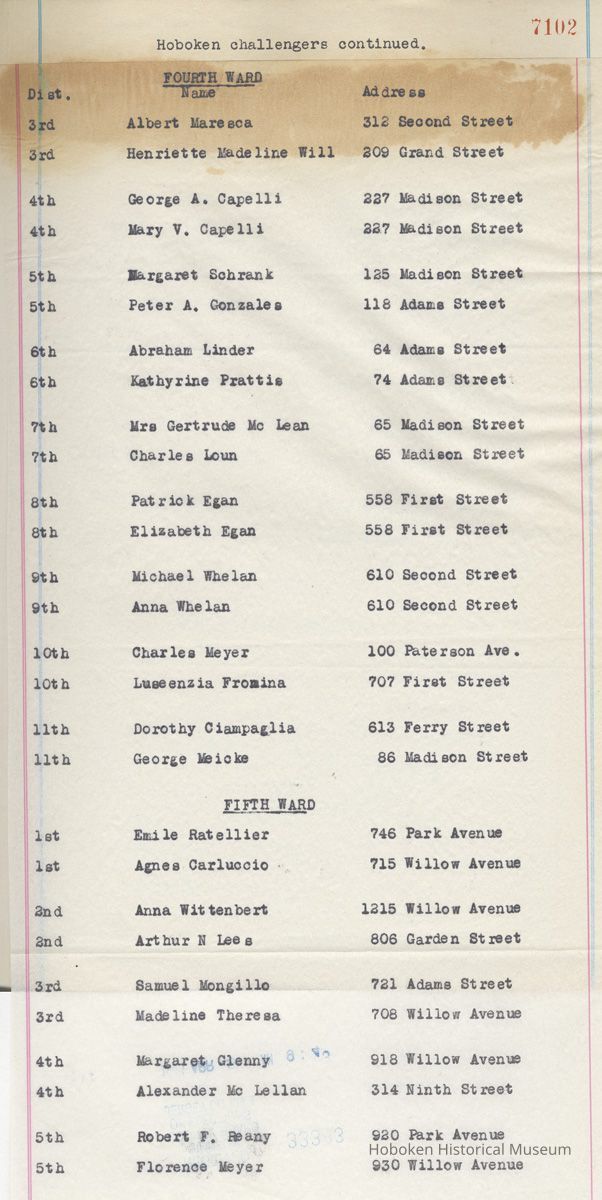 7102
Hoboken challengers continued.
FOURTH WARD
Dist. Name Address
3rd Albert Maresca 312 Second Street
3rd Henriette Madeline Will 209 Grand Street
4th George A. Capelli 227 Madison Street
4th Mary V. Capelli 227 Madison Street
5th Margaret Schrank 125 Madison Street
5th Peter A. Gonzales 118 Adams Street
6th Abraham Linder 64 Adams Street
6th Kathyrine Prattis 74 Adams Street
7th Mrs Gertrude Mc Lean 65 Madison Street
7th Charles Loun 65 Madison Street
8th Patrick Egan 558 First Street
8th Elizabeth Egan 558 First Street
9th Michael Whelan 610 Second Street
9th Anna Whelan 610 Second Street
10th Charles Meyer 100 Paterson Ave.
10th Luseenzia Fromina 707 First Street
11th Dorothy Ciampaglia 613 Ferry Street
11th George Meicke 86 Madison Street
FIFTH WARD
1st Emile Ratellier 746 Park Avenue
1st Agnes Carluccio 715 Willow Avenue
2nd Anna Wittenbert 1215 Willow Avenue
2nd Arthur N Lees 806 Garden Street
3rd Samuel Mongillo 721 Adams Street
3rd Madeline Theresa 708 Willow Avenue
4th Margaret Glenny 918 Willow Avenue
4th Alexander Mc Lellan 314 Ninth Street
5th Robert F. Reany 920 Park Avenue
Hoboken Historical Museum
5th Florence Meyer 930 Willow Avenue